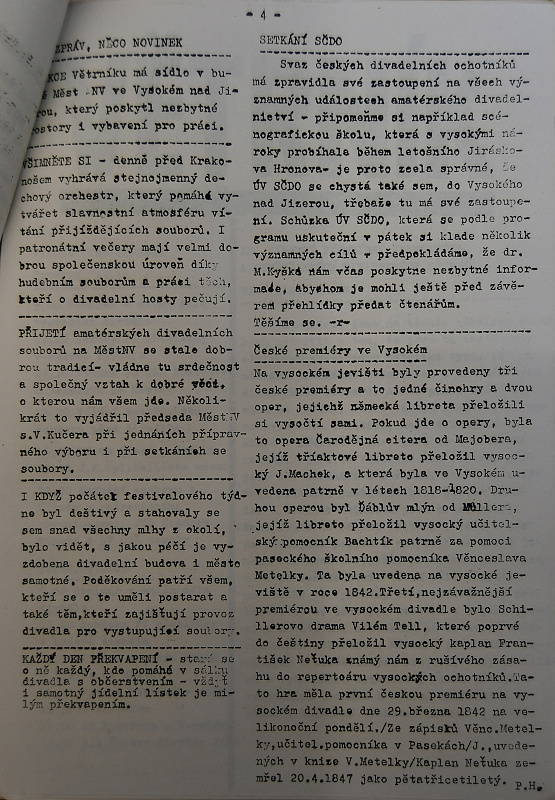 - 4 -
ZPRÁV, NĚCO NOVINEK
KCE Větrníku má sídlo v bu-
Měst NV ve Vysokém nad Ji-
rou, který poskytl nezbytné
ostory i vybavení pro práci.
VŠIMNĚTE SI - denně před Krako-
nošem vyhrává stejnojmenný de-
chový orchestr, který pomáhá vy-
tvářet slavnostní atmosféru ví-
tání přijíždějících souborů. I
patronátní večery mají velmi do-
brou společenskou úroveň díky
hudebním souborům a práci těch,
kteří o divadelní hosty pečují.
PŘIJETÍ amatérských divadelních
souborů na MěstNV se stale dob-
rou tradicí- vládne tu srdečnost
a společný vztah k dobré věci,
o kterou nám všem jde. Několi-
krát to vyjádřil předseda MěstNV
s.V.Kučera při jednáních příprav-
ného výboru i při setkáních se
soubory.
I KDYŽ počátek festivalového týd-
ne byl deštivý a stahovaly se
sem snad všechny mlhy z okolí,
bylo vidět, s jakou péčí je vy-
zdobena divadelní budova i město
samotné. Poděkování patří všem,
kteří se o te uměli postarat a
také těm,kteří zajišťují provoz
divadla pro vystupující soubory.
KAŽDÝ DEN PŘEKVAPENÍ - stará se
o ně každý, kdo pomáhá v sálku
divadla s občerstvením - vždyť
i samotný jídelní lístek je mi-
lým překvapením.
SETKÁNÍ SČDO
Svaz českých divadelních ochotníků
má zpravidla své zastoupení na všech vý-
znamných událostech amatérského divadel-
nictví - připomeňme si například scé-
nografickou školu, která s vysokými ná-
roky probíhala během letošního Jirásko-
va Hronova- je proto zcela správné, že
ÚV SČDO se chystá také sem, do Vysokého
nad Jizerou, třebaže tu má své zastoupe-
ní. Schůzka ÚV SČDO, která se podle pro-
gramu uskuteční v pátek si klade několik
významných cílů - předpokládáme, že dr.
M.Kyška nám včas poskytne nezbytné infor-
mace, abychom je mohli ještě před závě-
rem přehlídky předat čtenářům.
Těšíme se. -r-
České premiéry ve Vysokém
Na vysockém jevišti byly provedeny tři
české premiéry a to jedné činohry a dvou
oper, jejichž německá libreta přeložili
si vysočtí sami. Pokud jde o opery, byla
to opera Čarodějná citera od Majobera,
jejíž tříaktové libreto přeložil vysoc-
ký J.Machek, a která byla ve Vysokém u-
vedena patrně v létech 1818-1820. Dru-
hou operou byl Ďáblův mlýn od Müllera,
jejíž libreto přeložil vysocký učitel-
ský pomocník Bachtík patrně za pomoci
paseckého školního pomocníka Věnceslava
Metelky. Ta byla uvedena na vysocké je-
viště v roce 1842.Třetí,nejzávažnější
premiérou ve vysockém divadle bylo Schi-
llerovo drama Vilém Tell, které poprvé
do češtiny přeložil vysocký kaplan Fran-
tišek Neťuka známý nám z rušivého zása-
hu do repertoáru vysockých ochotníků.Ta-
to hra měla první českou premiéru na vy-
sockém divadle dne 29.března 1842 na ve-
likonoční pondělí./Ze zápisků Věnc.Metel-
ky,učitel.pomocníka v Pasekách/J.,uvede-
ných v knize V.Metelky/Kaplan Neťuka ze-
mřel 20.4.1847 jako pětatřicetiletý. P.H.